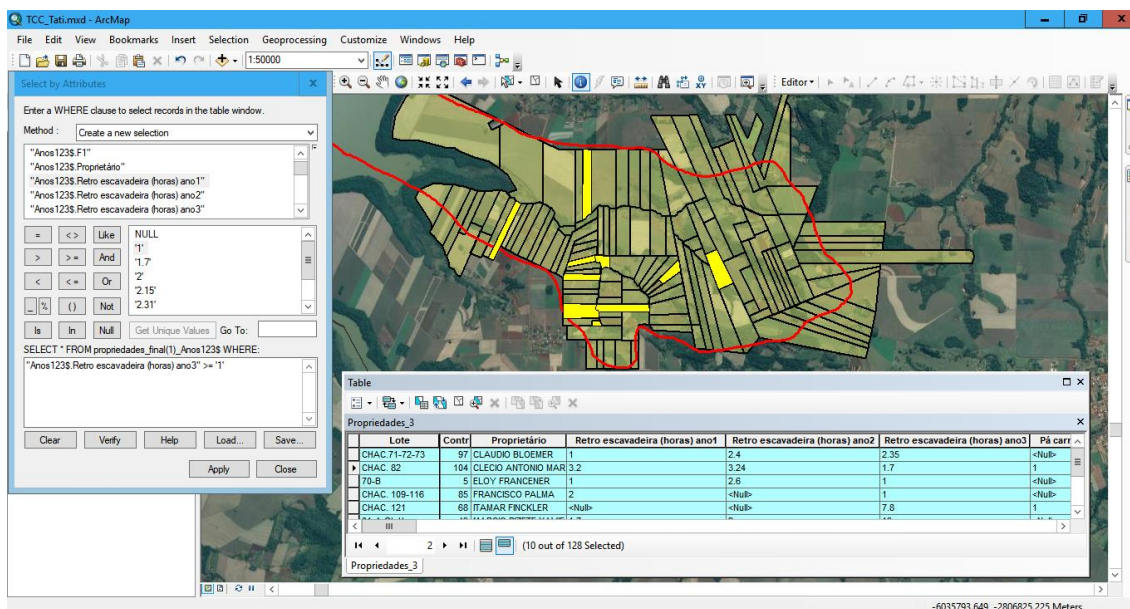 TCC_Tati.mxd - ArcMap
File Edit View Bookmarks Insert Selection Geoprocessing Customize Windows Help
1:50000
Editor
Select by Attributes
Enter a WHERE clause to select records in the table window.
Method : Create a new selection
"Anos123$.F1"
"Anos123$.Proprietário"
"Anos123$.Retro escavadeira (horas) ano1"
"Anos123$.Retro escavadeira (horas) ano2"
"Anos123$.Retro escavadeira (horas) ano3"
= < > Like NULL
'1'
> > = And '1.7'
'2'
< < = Or '2.15'
_ % ( ) Not '2.31'
Is In Null Get Unique Values Go To:
SELECT * FROM propriedades_final(1)_Anos123$ WHERE:
"Anos123$.Retro escavadeira (horas) ano3" >= '1'
Clear Verify Help Load... Save...
Apply Close
Table
Propriedades_3
Lote Contr Proprietário Retro escavadeira (horas) ano1 Retro escavadeira (horas) ano2 Retro escavadeira (horas) ano3 Pá carr
CHAC.71-72-73 97 CLAUDIO BLOEMER 1 2.4 2.35 <Null>
CHAC. 82 104 CLECIO ANTONIO MAR 3.2 3.24 1.7 1
70-B 5 ELOY FRANCENER 1 2.6 1 <Null>
CHAC. 109-116 85 FRANCISCO PALMA 2 <Null> 1 <Null>
CHAC. 121 68 ITAMAR FINCKLER <Null> <Null> 7.8 1
2 (10 out of 128 Selected)
Propriedades_3
-6035793,649 -2806825,225 Meters